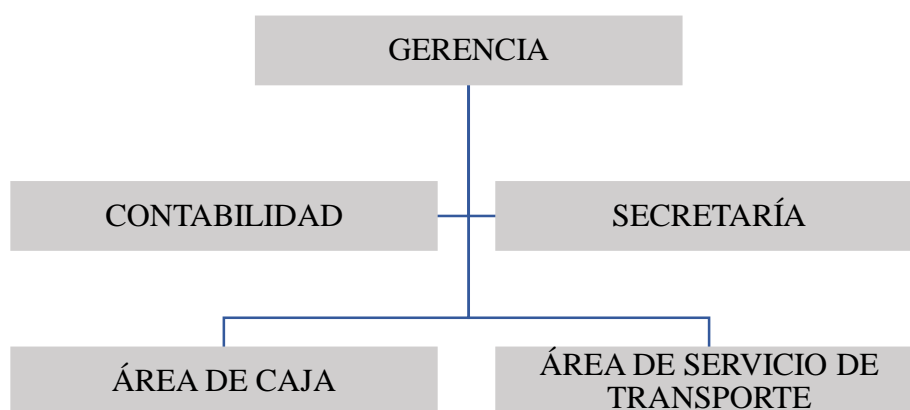 GERENCIA
CONTABILIDAD
SECRETARÍA
ÁREA DE CAJA
ÁREA DE SERVICIO DE
TRANSPORTE